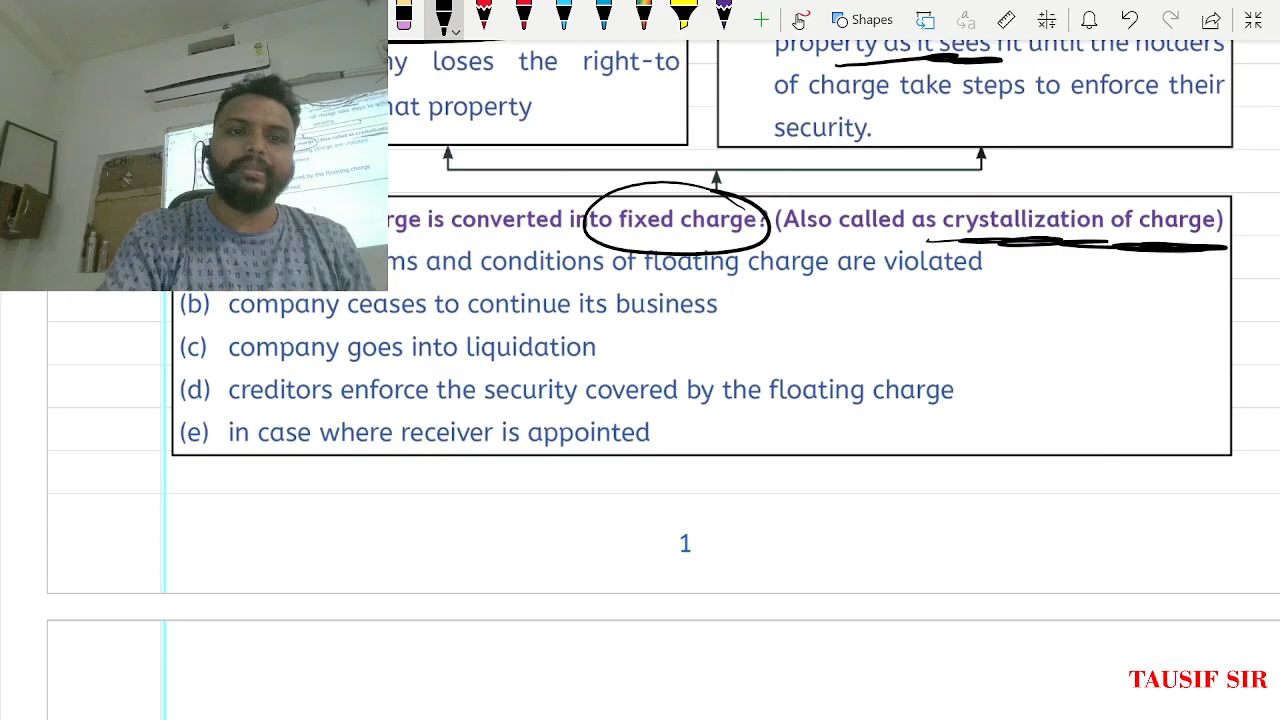 Shapes
ny loses the right-to
hat property
property as it sees fit until the holders
of charge take steps to enforce their
security.
rge is converted into fixed charge? (Also called as crystallization of charge)
ms and conditions of floating charge are violated
(b) company ceases to continue its business
(c) company goes into liquidation
(d) creditors enforce the security covered by the floating charge
(e) in case where receiver is appointed
1
TAUSIF SIR